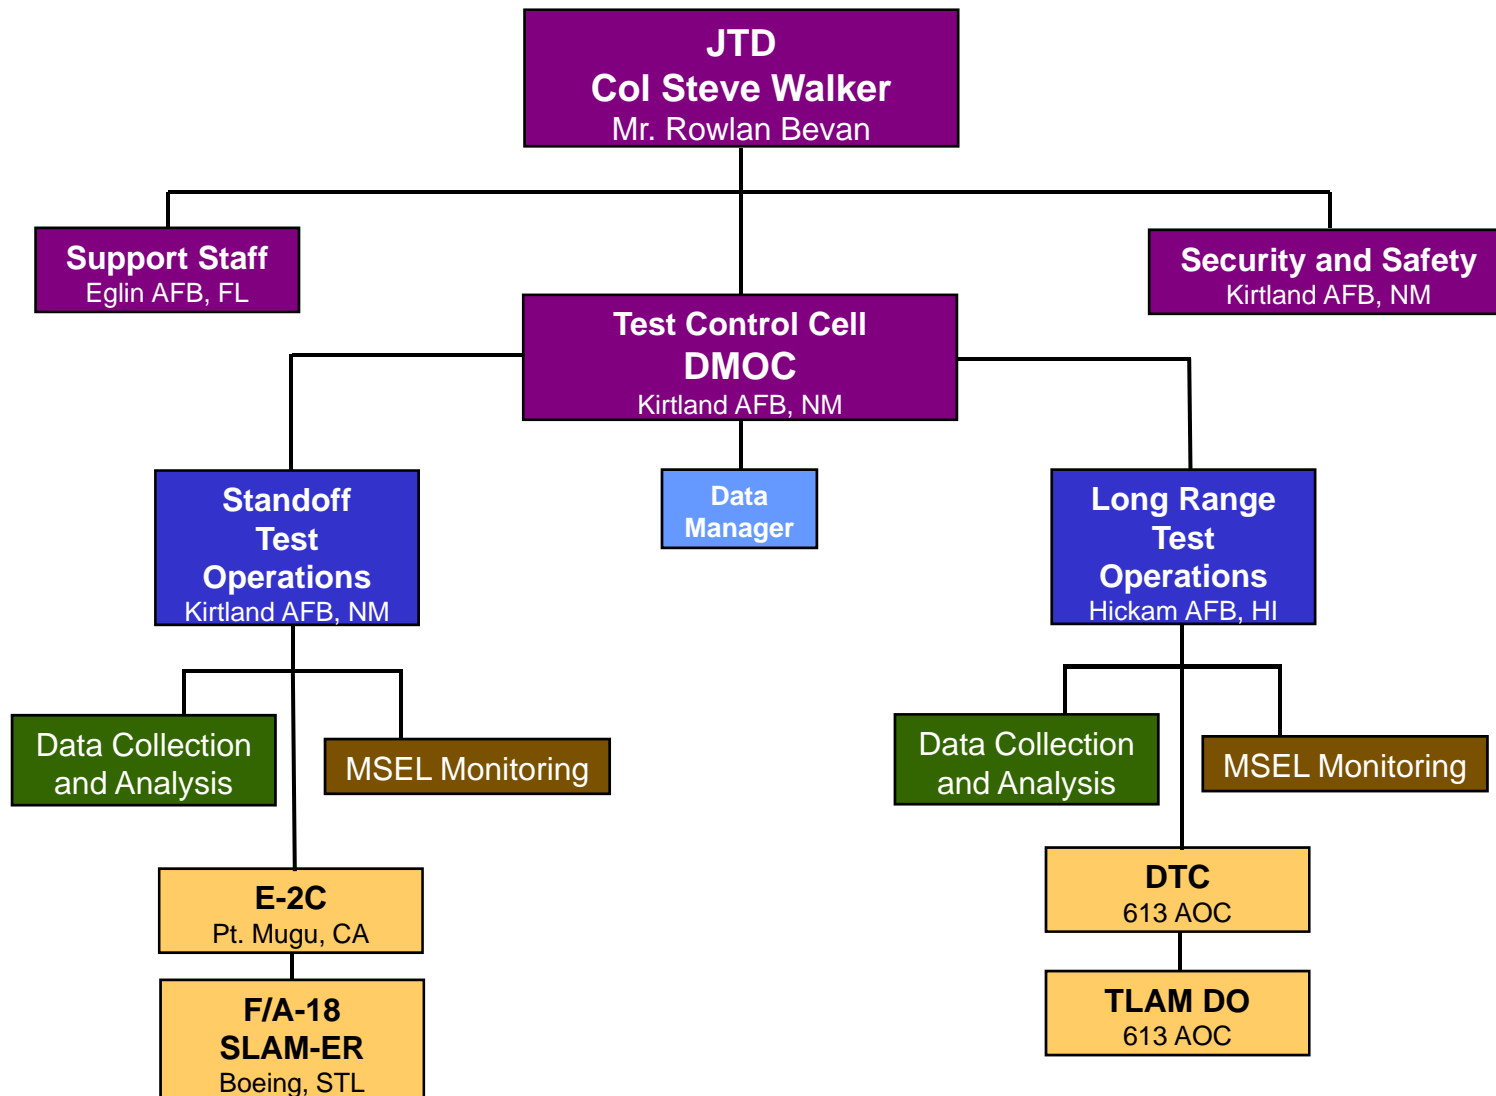 JTD
Col Steve Walker
Mr. Rowlan Bevan
Support Staff
Eglin AFB, FL
Security and Safety
Kirtland AFB, NM
Test Control Cell
DMOC
Kirtland AFB, NM
Standoff
Test
Operations
Kirtland AFB, NM
Data
Manager
Long Range
Test
Operations
Hickam AFB, HI
Data Collection
and Analysis
MSEL Monitoring
Data Collection
and Analysis
MSEL Monitoring
E-2C
Pt. Mugu, CA
F/A-18
SLAM-ER
Boeing, STL
DTC
613 AOC
TLAM DO
613 AOC